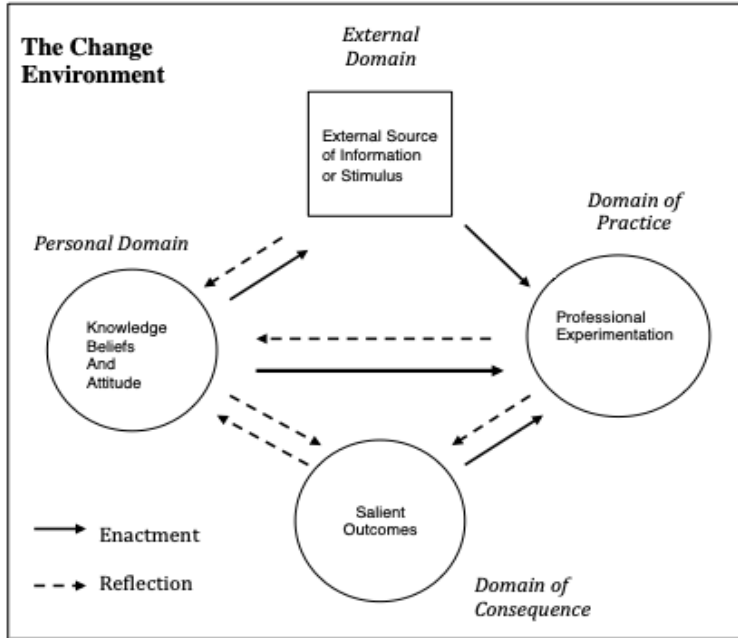 The Change
Environment
External
Domain
External Source
of Information
or Stimulus
Domain of
Practice
Personal Domain
Knowledge
Beliefs
And
Attitude
Professional
Experimentation
Salient
Outcomes
Enactment
Reflection
Domain of
Consequence